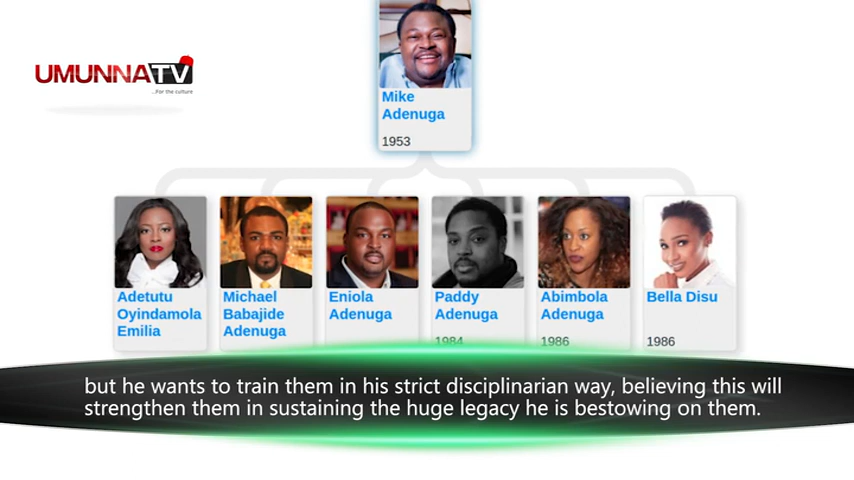 UMUNNATV
...For the culture
Mike
Adenuga
1953
Adetutu
Oyindamola
Emilia
Michael
Babajide
Adenuga
Eniola
Adenuga
Paddy
Adenuga
1984
Abimbola
Adenuga
1986
Bella Disu
1986
but he wants to train them in his strict disciplinarian way, believing this will
strengthen them in sustaining the huge legacy he is bestowing on them.